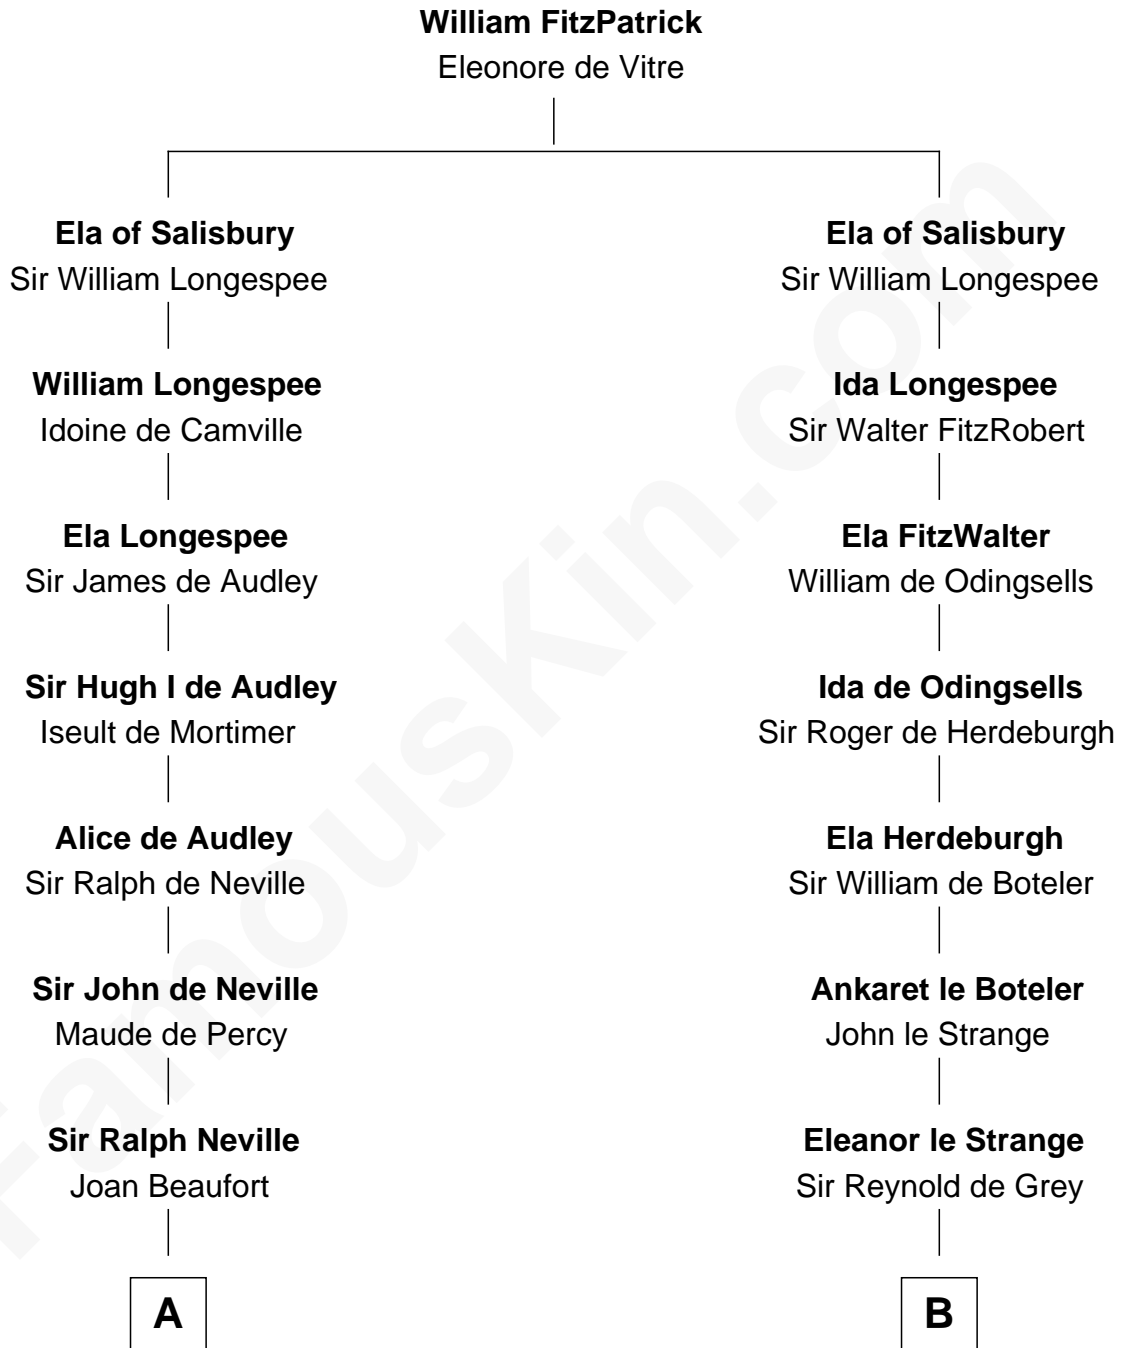 William FitzPatrick
Eleonore de Vitre
Ela of Salisbury
Sir William Longespee
William Longespee
Idoine de Camville
Ela Longespee
Sir James de Audley
Sir Hugh I de Audley
Iseult de Mortimer
Alice de Audley
Sir Ralph de Neville
Sir John de Neville
Maude de Percy
Sir Ralph Neville
Joan Beaufort
A
Ela of Salisbury
Sir William Longespee
Ida Longespee
Sir Walter FitzRobert
Ela FitzWalter
William de Odingsells
Ida de Odingsells
Sir Roger de Herdeburgh
Ela Herdeburgh
Sir William de Boteler
Ankaret le Boteler
John le Strange
Eleanor le Strange
Sir Reynold de Grey
B
FamousKin.com